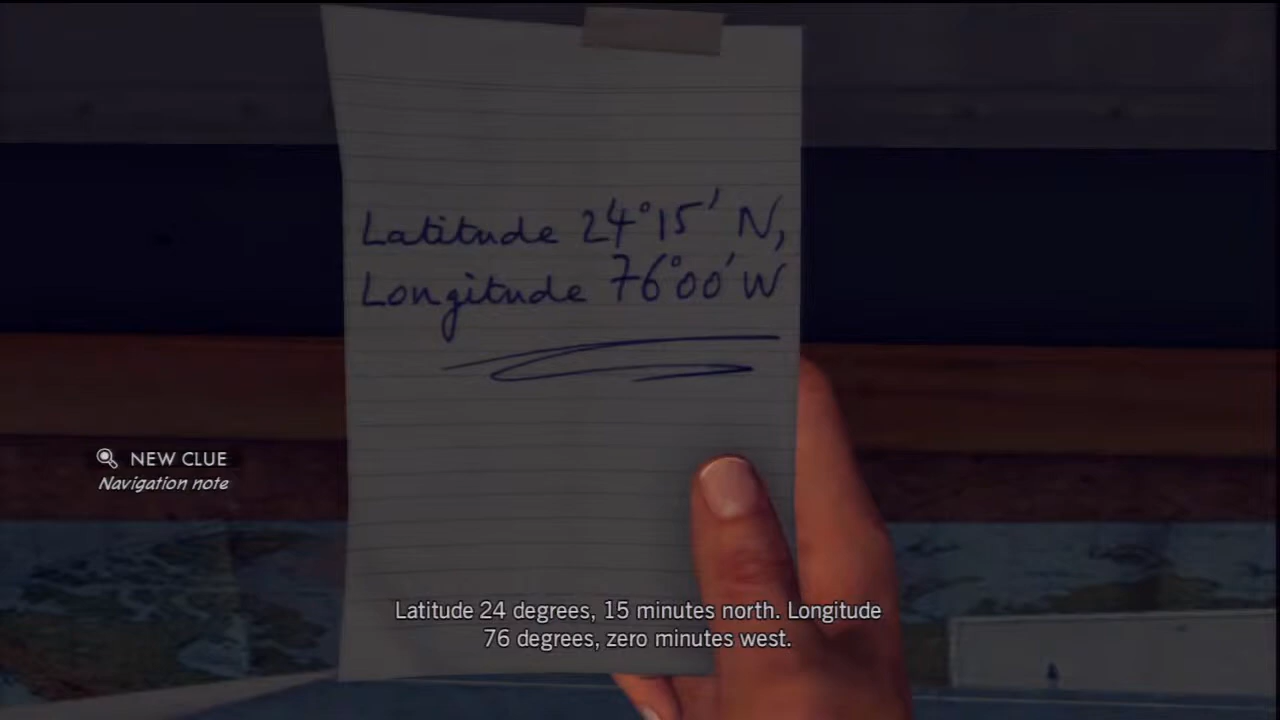 Latitude 24°15' N,
Longitude 76°00' W
NEW CLUE
Navigation note
Latitude 24 degrees, 15 minutes north. Longitude
76 degrees, zero minutes west.